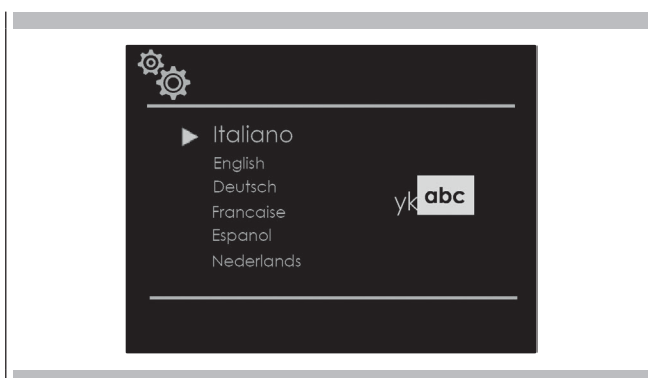 Italiano
English
Deutsch
Francaise
Espanol
Nederlands
yk abc